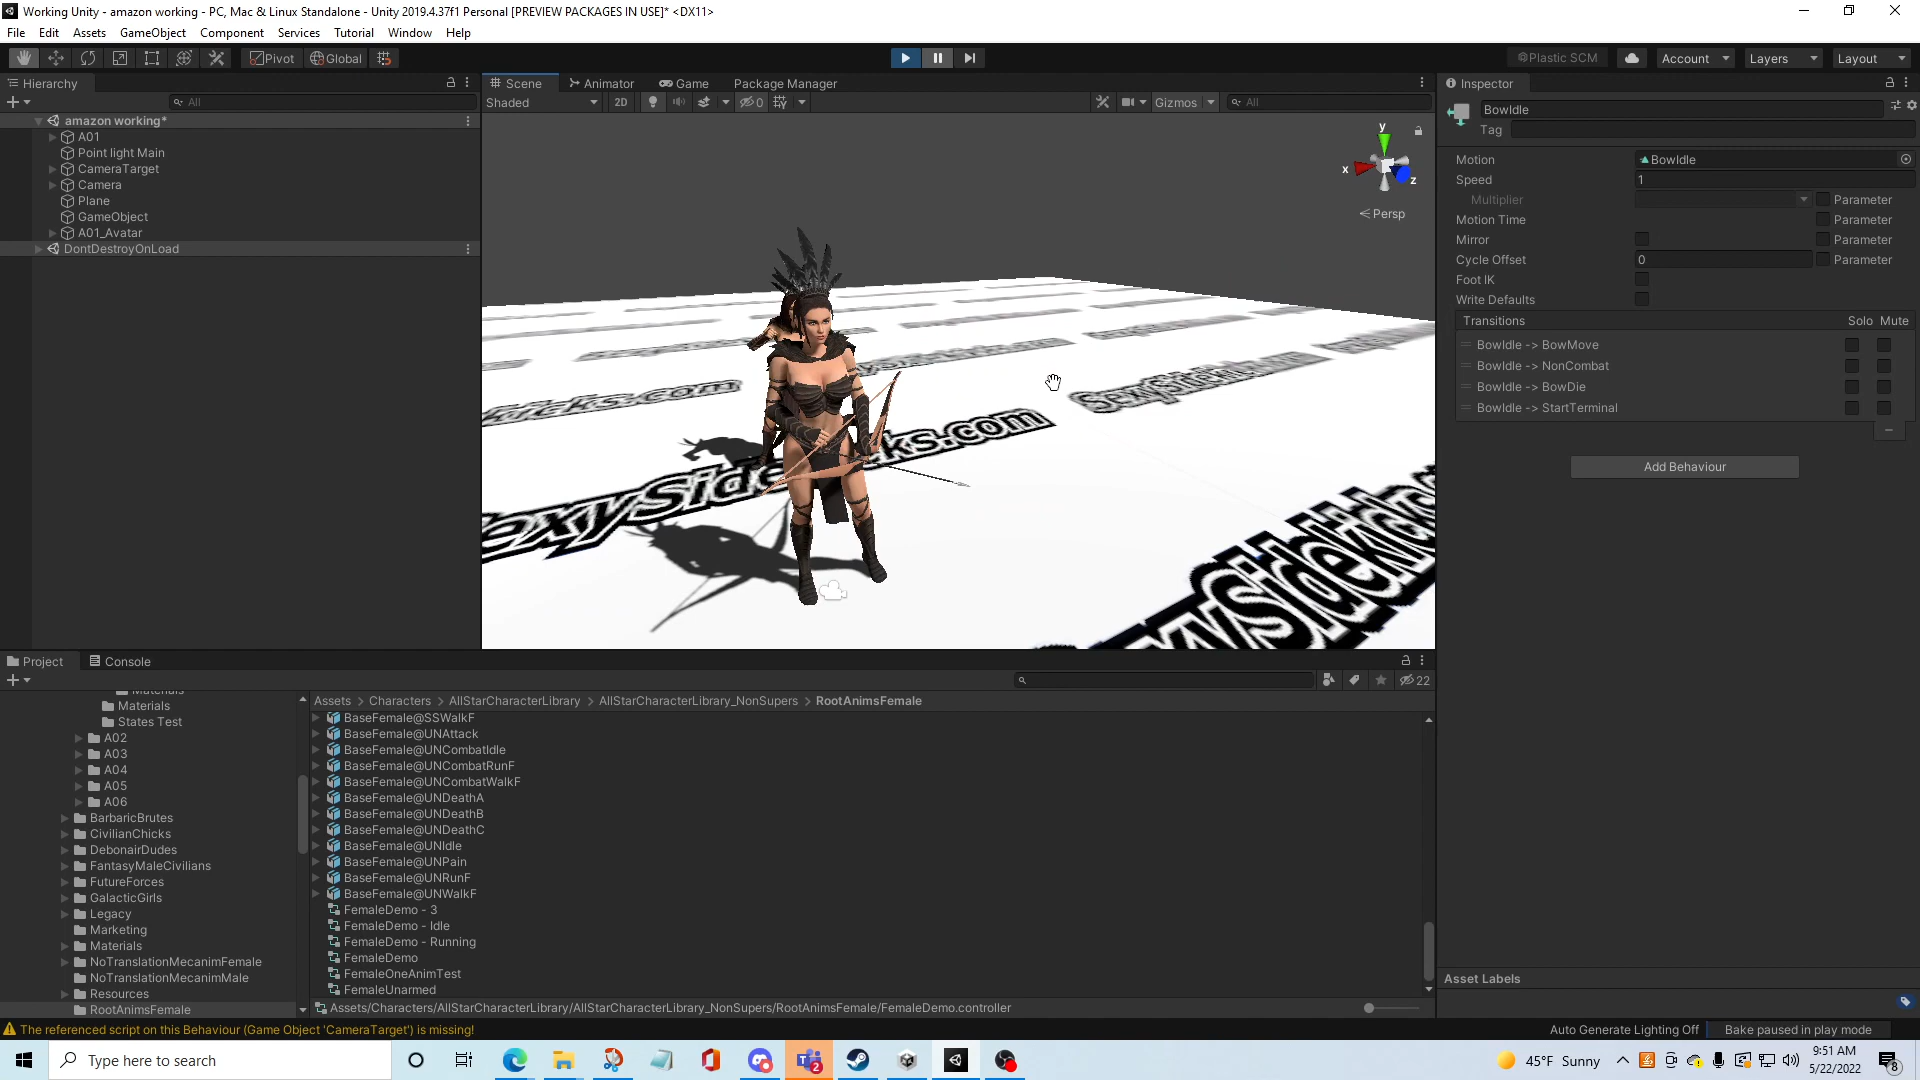 Working Unity - amazon working - PC, Mac & Linux Standalone - Unity 2019.4.37f1 Personal [PREVIEW PACKAGES IN USE]* <DX11>
File Edit Assets GameObject Component Services Tutorial Window Help
Pivot Global Plastic SCM Account Layers Layout
Hierarchy Scene Animator Game Package Manager Inspector
All Shaded 2D 0 Gizmos All
BowIdle
Tag
amazon working*
A01
Point light Main
CameraTarget
Camera
Plane
GameObject
A01_Avatar
DontDestroyOnLoad
y
x
z
Persp
SexySidekicks.com
Motion BowIdle
Speed 1
Multiplier Parameter
Motion Time Parameter
Mirror Parameter
Cycle Offset 0 Parameter
Foot IK
Write Defaults
Transitions Solo Mute
BowIdle -> BowMove
BowIdle -> NonCombat
BowIdle -> BowDie
BowIdle -> StartTerminal
Add Behaviour
Project Console
22
Materials
Materials
States Test
A02
A03
A04
A05
A06
BarbaricBrutes
CivilianChicks
DebonairDudes
FantasyMaleCivilians
FutureForces
GalacticGirls
Legacy
Marketing
Materials
NoTranslationMecanimFemale
NoTranslationMecanimMale
Resources
RootAnimsFemale
Assets > Characters > AllStarCharacterLibrary > AllStarCharacterLibrary_NonSupers > RootAnimsFemale
BaseFemale@SSWalkF
BaseFemale@UNAttack
BaseFemale@UNCombatIdle
BaseFemale@UNCombatRunF
BaseFemale@UNCombatWalkF
BaseFemale@UNDeathA
BaseFemale@UNDeathB
BaseFemale@UNDeathC
BaseFemale@UNIdle
BaseFemale@UNPain
BaseFemale@UNRunF
BaseFemale@UNWalkF
FemaleDemo - 3
FemaleDemo - Idle
FemaleDemo - Running
FemaleDemo
FemaleOneAnimTest
FemaleUnarmed
Assets/Characters/AllStarCharacterLibrary/AllStarCharacterLibrary_NonSupers/RootAnimsFemale/FemaleDemo.controller
Asset Labels
The referenced script on this Behaviour (Game Object 'CameraTarget') is missing!
Auto Generate Lighting Off Bake paused in play mode
Type here to search
2
45°F Sunny
9:51 AM
5/22/2022
8